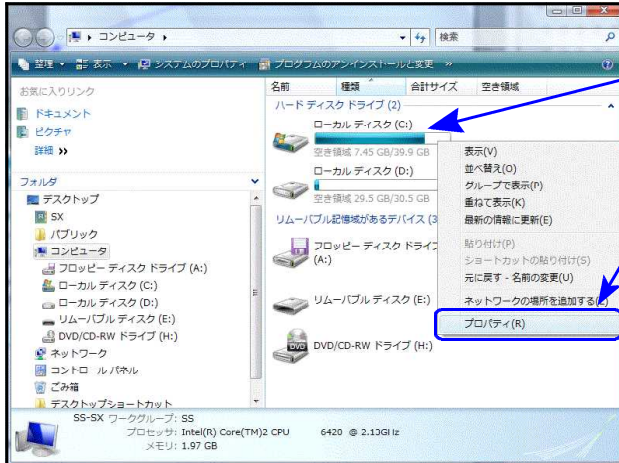 コンピュータ
検索
整理 表示 システムのプロパティ プログラムのアンインストールと変更 »
名前 種類 合計サイズ 空き領域
お気に入りリンク
ドキュメント
ピクチャ
詳細 »
フォルダ
デスクトップ
SX
パブリック
コンピュータ
フロッピー ディスク ドライブ (A:)
ローカル ディスク (C:)
ローカル ディスク (D:)
リムーバブル ディスク (E:)
DVD/CD-RW ドライブ (H:)
ネットワーク
コントロール パネル
ごみ箱
デスクトップショートカット
ハード ディスク ドライブ (2)
ローカル ディスク (C:)
空き領域 7.45 GB/39.9 GB
ローカル ディスク (D:)
空き領域 29.5 GB/30.5 GB
リムーバブル記憶域があるデバイス (3
フロッピー ディスク ドライブ
(A:)
リムーバブル ディスク (E:)
DVD/CD-RW ドライブ (H:)
表示(V)
並べ替え(O)
グループで表示(P)
重ねて表示(K)
最新の情報に更新(E)
貼り付け(P)
ショートカットの貼り付け(S)
元に戻す - 名前の変更(U)
ネットワークの場所を追加する(L)
プロパティ(R)
SS-SX ワークグループ: SS
プロセッサ: Intel(R) Core(TM)2 CPU 6420 @ 2.13GHz
メモリ: 1.97 GB